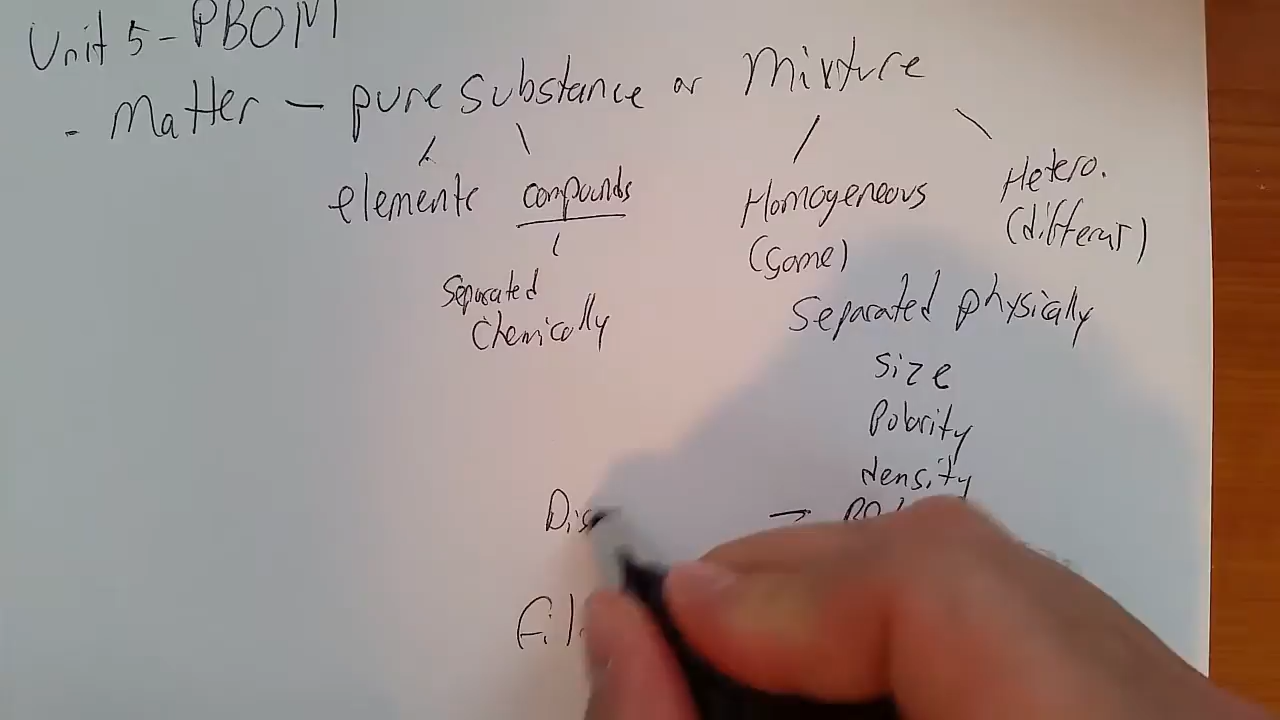 Unit 5 - PBOM
- Matter — pure substance or Mixture
elements compounds
Homogeneous
(same)
Hetero.
(different)
Separated
Chemically
Separated physically
size
Polarity
density
→